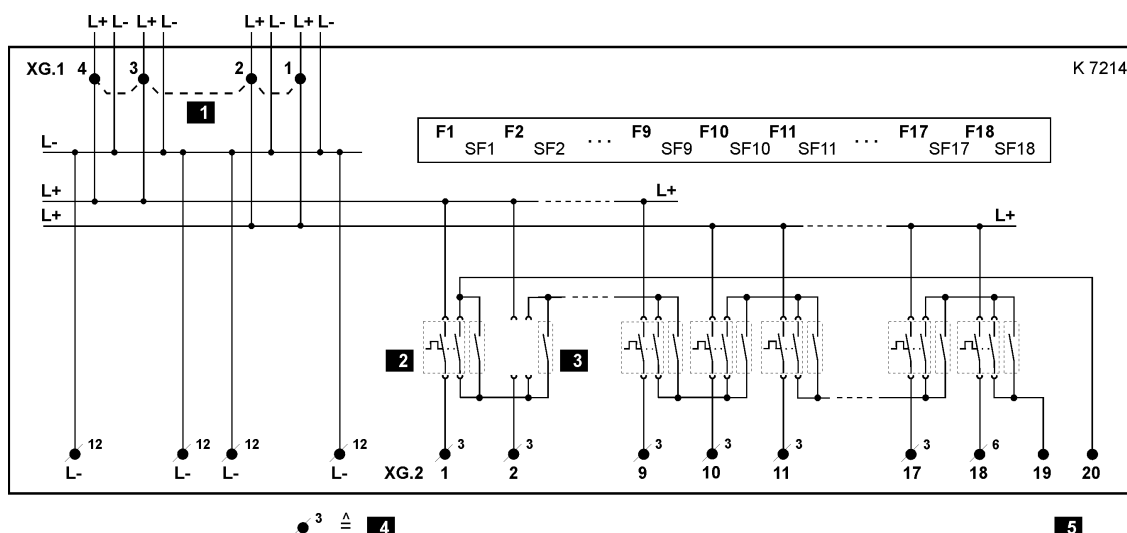 L+ L- L+ L- L+ L- L+ L-
XG.1 4 3 2 1 K 7214
1
F1 F2 ... F9 F10 F11 ... F17 F18
SF1 SF2 SF9 SF10 SF11 SF17 SF18
L-
L+ L+
L+ L+
2 3
12 12 12 12 3 3 3 3 3 3 6
L- L- L- L- XG.2 1 2 9 10 11 17 18 19 20
3 ≙ 4 5